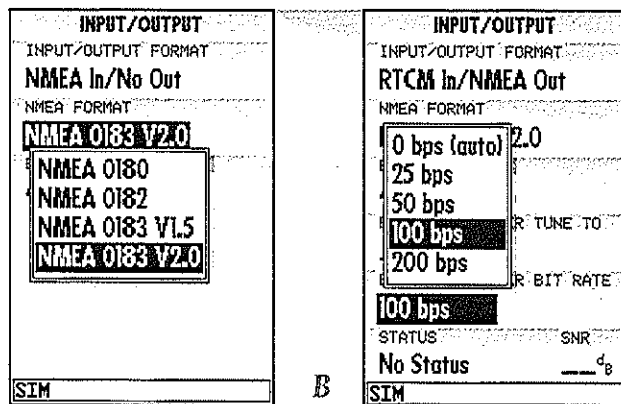 INPUT/OUTPUT
INPUT/OUTPUT FORMAT
NMEA In/No Out
NMEA FORMAT
NMEA 0183 V2.0
NMEA 0180
NMEA 0182
NMEA 0183 V1.5
NMEA 0183 V2.0
SIM
B
INPUT/OUTPUT
INPUT/OUTPUT FORMAT
RTCM In/NMEA Out
NMEA FORMAT
2.0
0 bps (auto)
25 bps
50 bps
100 bps
200 bps
R TUNE TO
R BIT RATE
100 bps
STATUS SNR
No Status __ dB
SIM